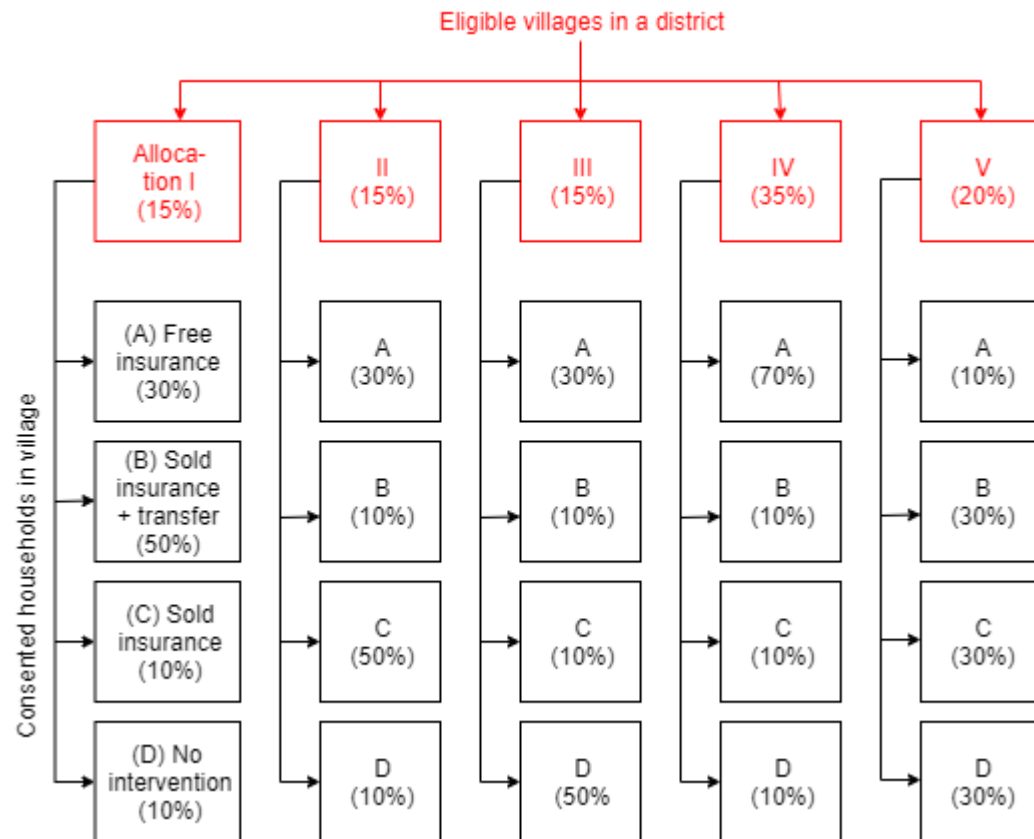 Eligible villages in a district
Alloca-
tion I
(15%)
II
(15%)
III
(15%)
IV
(35%)
V
(20%)
Consented households in village
(A) Free
insurance
(30%)
A
(30%)
A
(30%)
A
(70%)
A
(10%)
(B) Sold
insurance
+ transfer
(50%)
B
(10%)
B
(10%)
B
(10%)
B
(30%)
(C) Sold
insurance
(10%)
C
(50%)
C
(10%)
C
(10%)
C
(30%)
(D) No
intervention
(10%)
D
(10%)
D
(50%
D
(10%)
D
(30%)